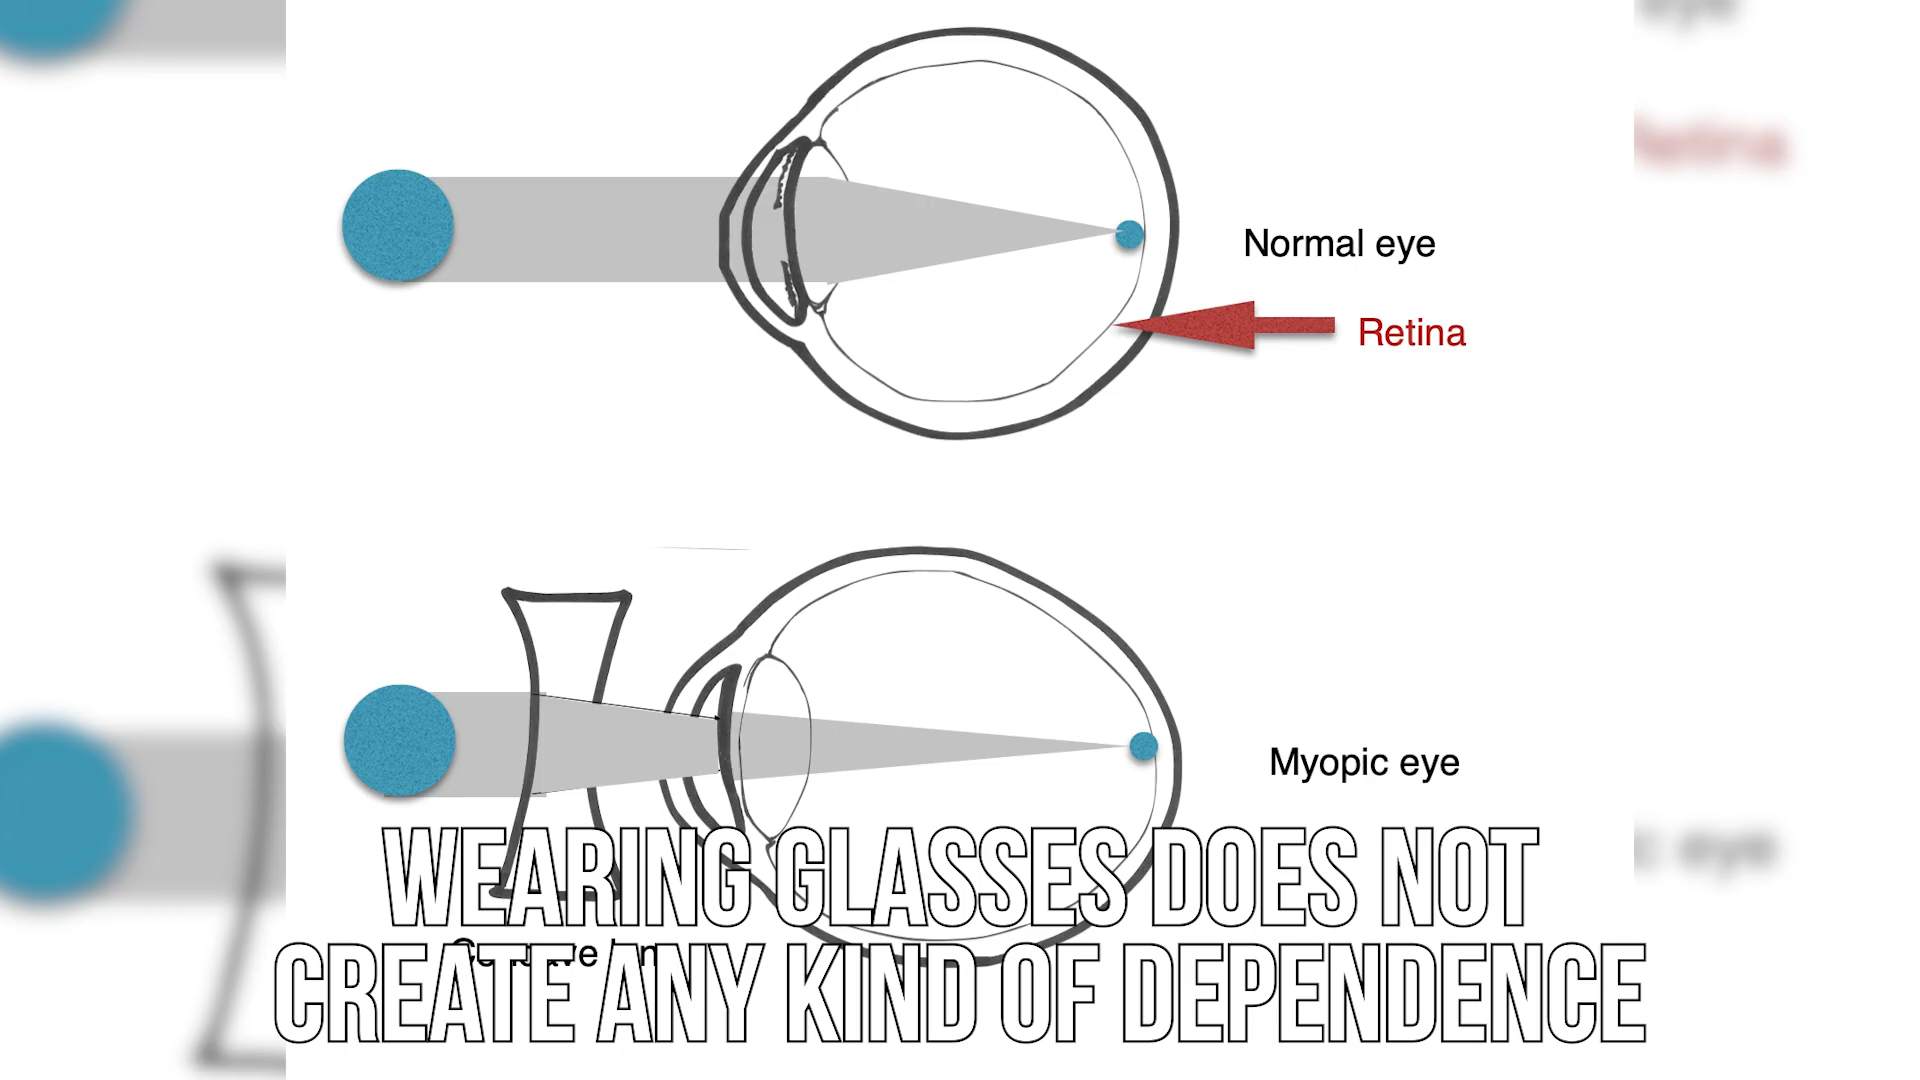 Normal eye
Retina
Myopic eye
WEARING GLASSES DOES NOT
CREATE ANY KIND OF DEPENDENCE